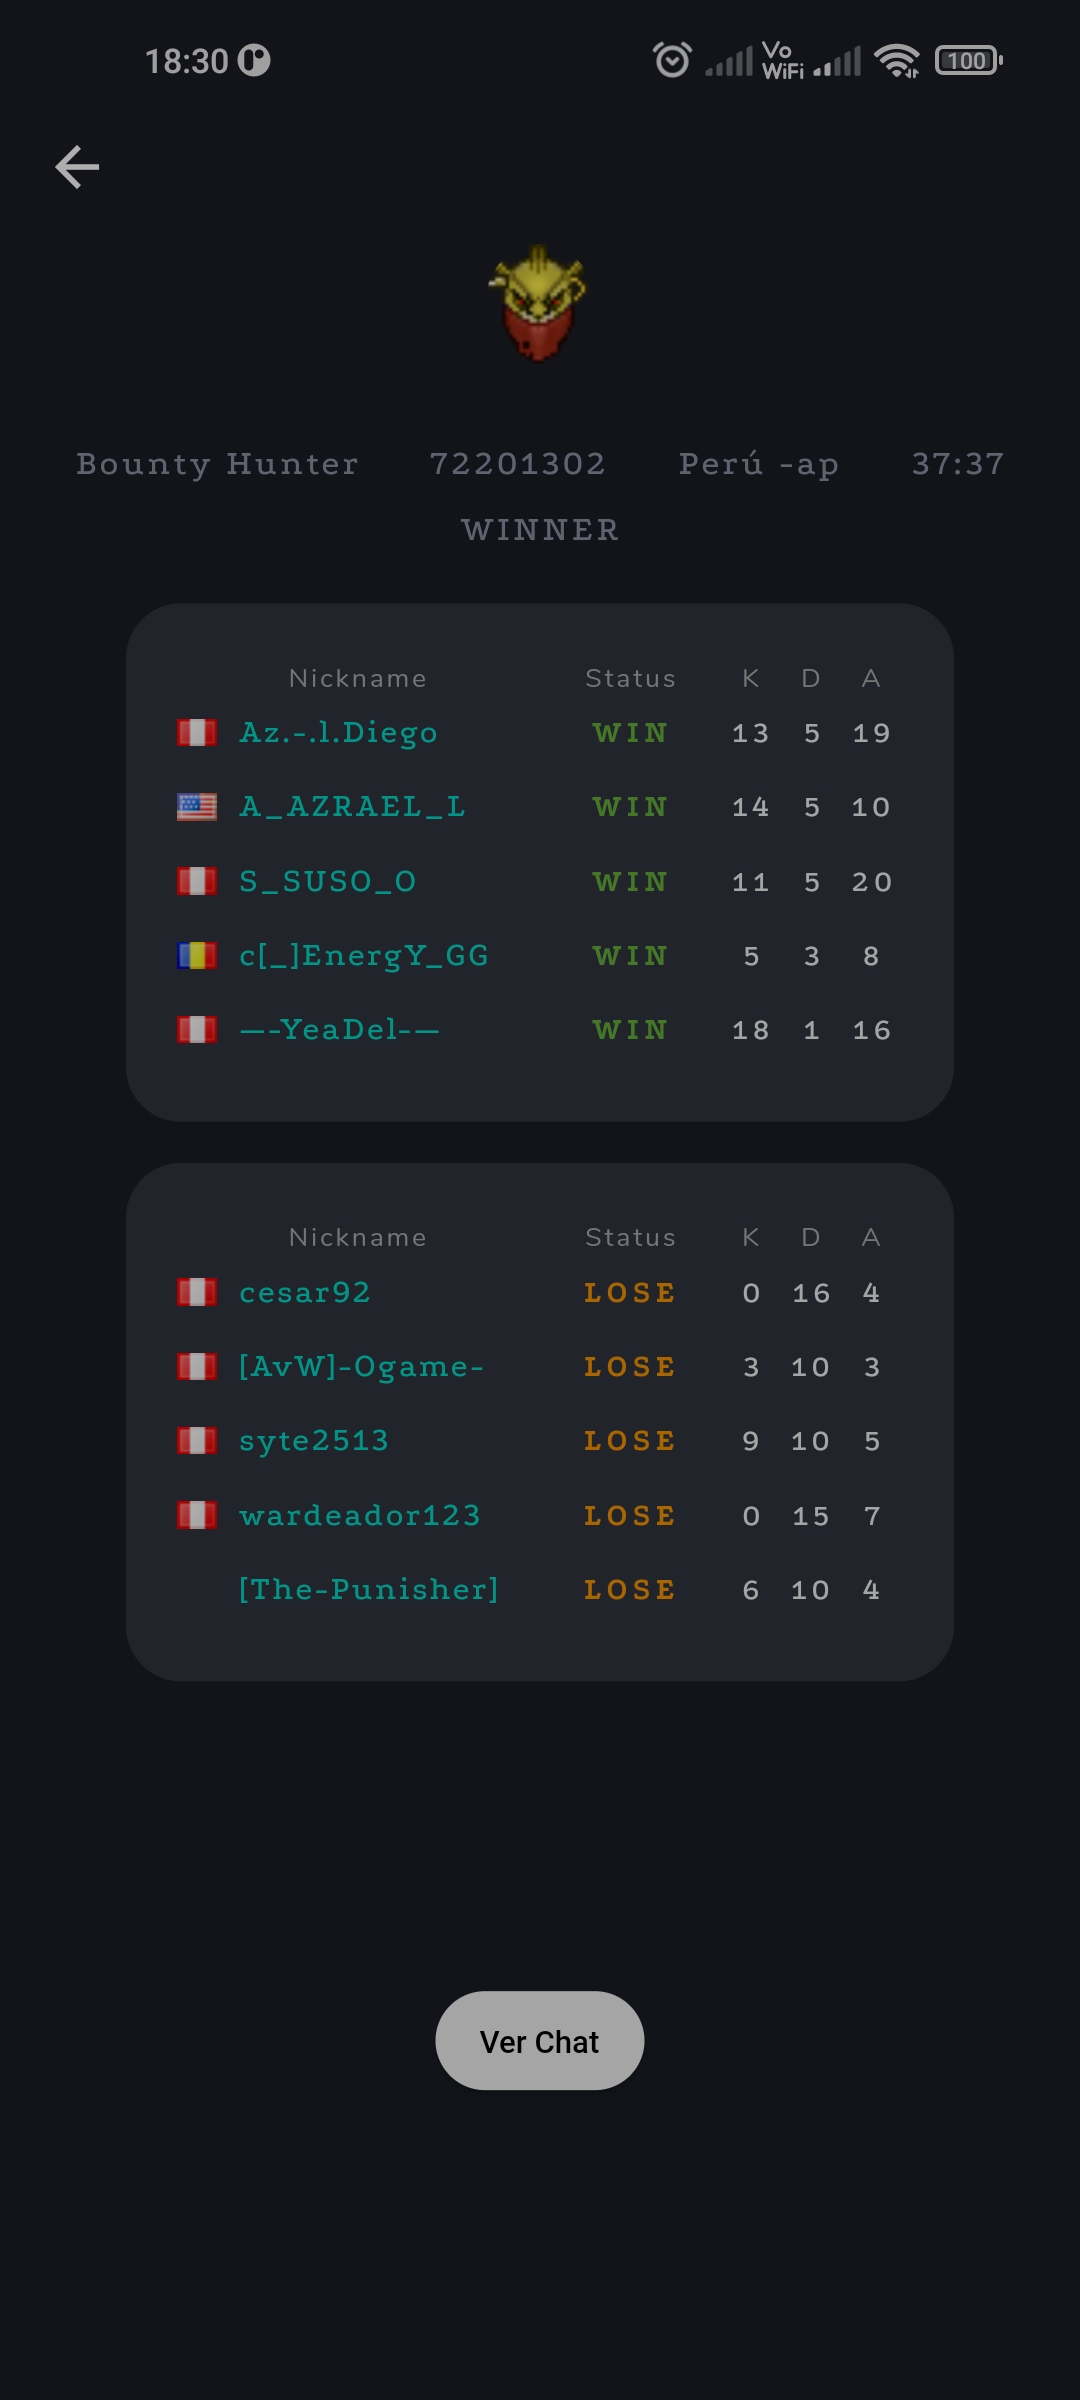 18:30 Vo WiFi 100
Bounty Hunter 72201302 Perú -ap 37:37
WINNER
Nickname Status K D A
Az.-.l.Diego WIN 13 5 19
A_AZRAEL_L WIN 14 5 10
S_SUSO_O WIN 11 5 20
c[_]EnergY_GG WIN 5 3 8
—-YeaDel-— WIN 18 1 16
Nickname Status K D A
cesar92 LOSE 0 16 4
[AvW]-Ogame- LOSE 3 10 3
syte2513 LOSE 9 10 5
wardeador123 LOSE 0 15 7
[The-Punisher] LOSE 6 10 4
Ver Chat